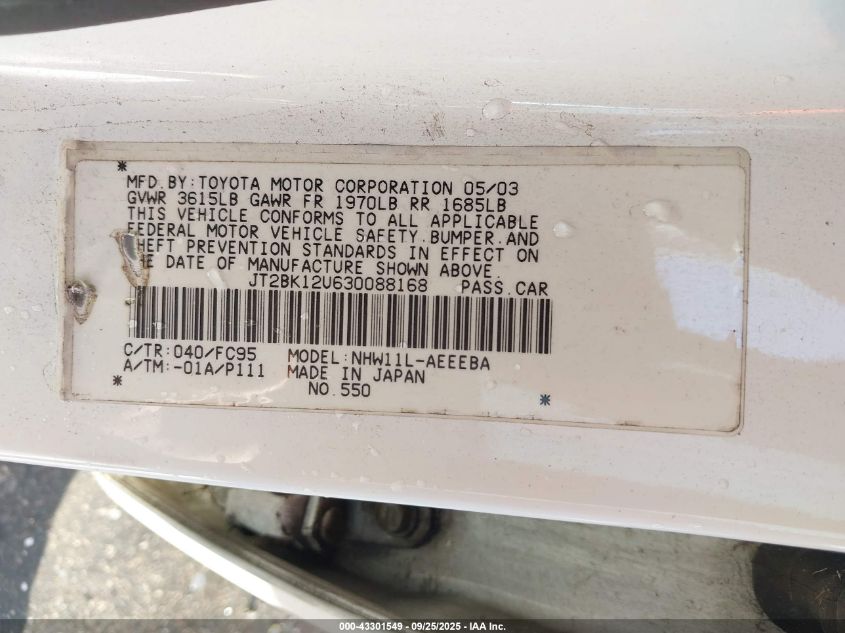 MFD.BY:TOYOTA MOTOR CORPORATION 05/03
GVWR 3615LB GAWR FR 1970LB RR 1685LB
THIS VEHICLE CONFORMS TO ALL APPLICABLE
FEDERAL MOTOR VEHICLE SAFETY,BUMPER,AND
THEFT PREVENTION STANDARDS IN EFFECT ON
THE DATE OF MANUFACTURE SHOWN ABOVE.
JT2BK12U630088168 PASS.CAR
C/TR:040/FC95 MODEL:NHW11L-AEEEBA
A/TM:-01A/P111 MADE IN JAPAN
NO.550
000-43301549 - 09/25/2025 - IAA Inc.